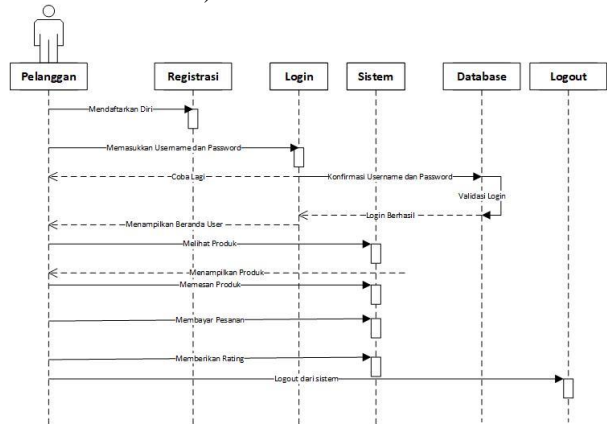 Pelanggan
Registrasi
Login
Sistem
Database
Logout
Mendaftarkan Diri
Memasukkan Username dan Password
Coba Lagi
Konfirmasi Username dan Password
Validasi Login
Login Berhasil
Menampilkan Beranda User
Melihat Produk
Menampilkan Produk
Memesan Produk
Membayar Pesanan
Memberikan Rating
Logout dari sistem